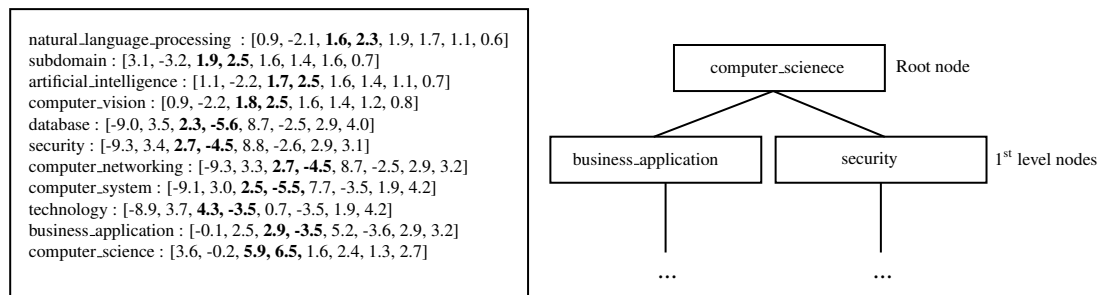 natural_language_processing : [0.9, -2.1, 1.6, 2.3, 1.9, 1.7, 1.1, 0.6]
subdomain : [3.1, -3.2, 1.9, 2.5, 1.6, 1.4, 1.6, 0.7]
artificial_intelligence : [1.1, -2.2, 1.7, 2.5, 1.6, 1.4, 1.1, 0.7]
computer_vision : [0.9, -2.2, 1.8, 2.5, 1.6, 1.4, 1.2, 0.8]
database : [-9.0, 3.5, 2.3, -5.6, 8.7, -2.5, 2.9, 4.0]
security : [-9.3, 3.4, 2.7, -4.5, 8.8, -2.6, 2.9, 3.1]
computer_networking : [-9.3, 3.3, 2.7, -4.5, 8.7, -2.5, 2.9, 3.2]
computer_system : [-9.1, 3.0, 2.5, -5.5, 7.7, -3.5, 1.9, 4.2]
technology : [-8.9, 3.7, 4.3, -3.5, 0.7, -3.5, 1.9, 4.2]
business_application : [-0.1, 2.5, 2.9, -3.5, 5.2, -3.6, 2.9, 3.2]
computer_science : [3.6, -0.2, 5.9, 6.5, 1.6, 2.4, 1.3, 2.7]
computer_scienece
Root node
business_application
security
1st level nodes
...
...